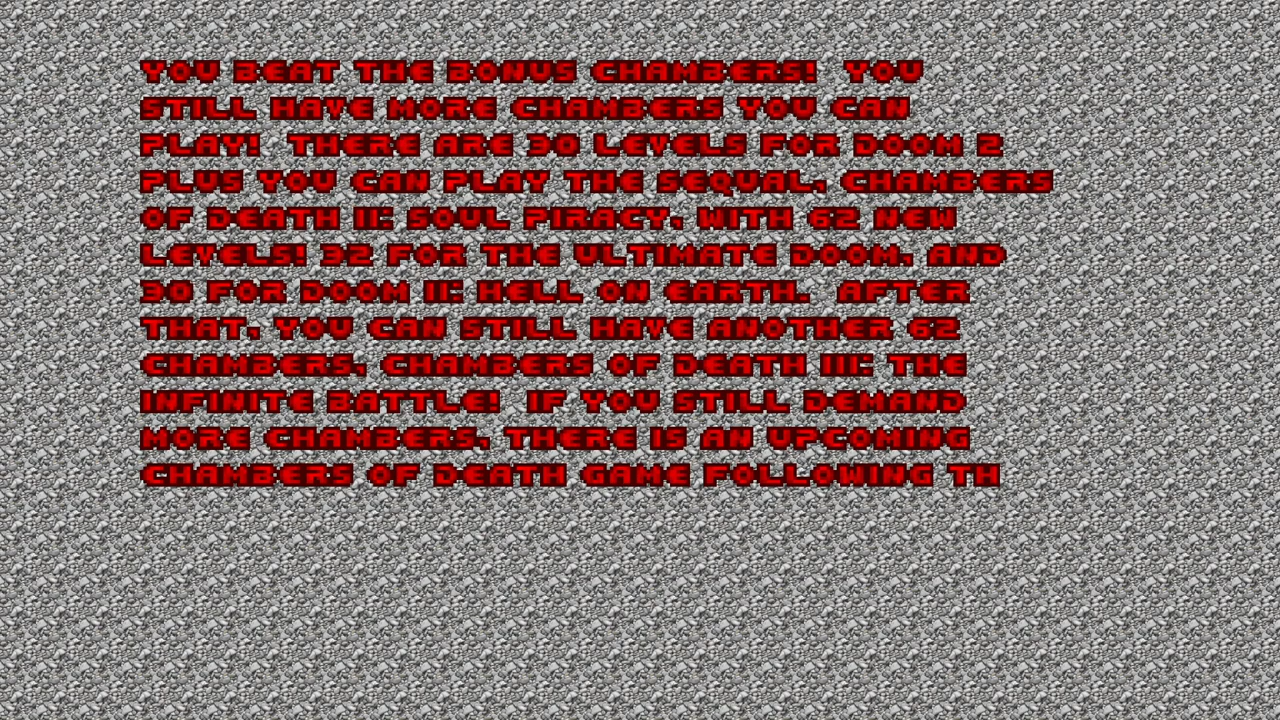 YOU BEAT THE BONUS CHAMBERS!  YOU
STILL HAVE MORE CHAMBERS YOU CAN
PLAY!  THERE ARE 30 LEVELS FOR DOOM 2
PLUS YOU CAN PLAY THE SEQUAL, CHAMBERS
OF DEATH II: SOUL PIRACY, WITH 62 NEW
LEVELS! 32 FOR THE ULTIMATE DOOM, AND
30 FOR DOOM II: HELL ON EARTH.  AFTER
THAT, YOU CAN STILL HAVE ANOTHER 62
CHAMBERS, CHAMBERS OF DEATH III: THE
INFINITE BATTLE!  IF YOU STILL DEMAND
MORE CHAMBERS, THERE IS AN UPCOMING
CHAMBERS OF DEATH GAME FOLLOWING TH